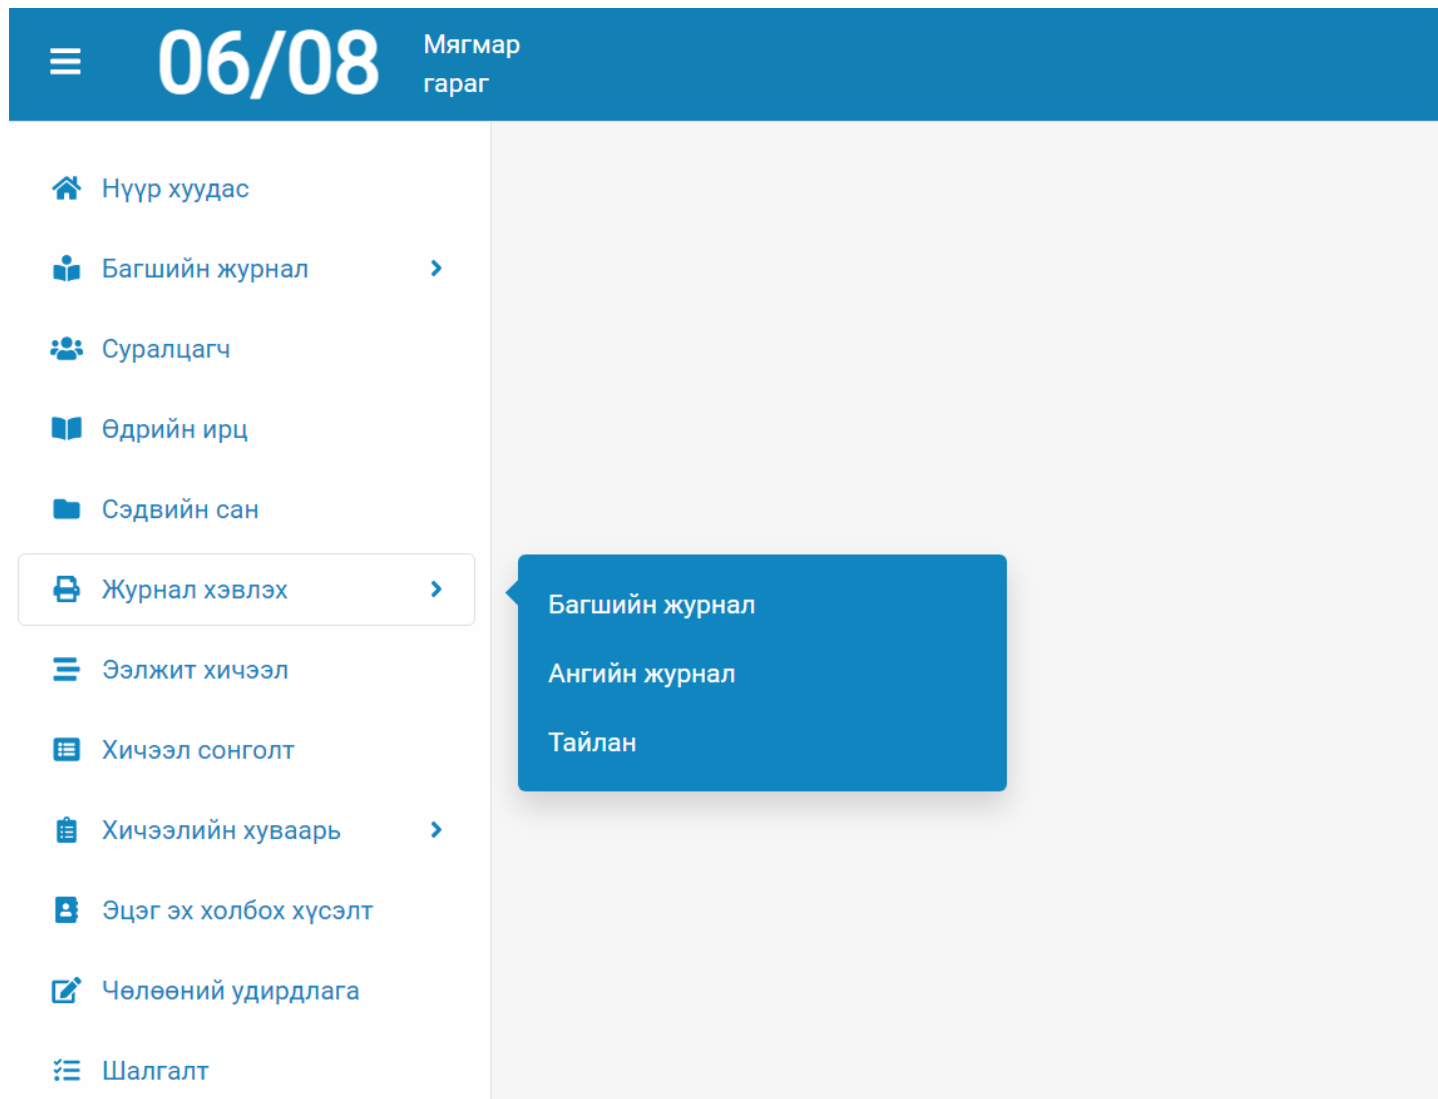 06/08
Мягмар
гараг
Нүүр хуудас
Багшийн журнал
Суралцагч
Өдрийн ирц
Сэдвийн сан
Журнал хэвлэх
Багшийн журнал
Ангийн журнал
Тайлан
Ээлжит хичээл
Хичээл сонголт
Хичээлийн хуваарь
Эцэг эх холбох хүсэлт
Чөлөөний удирдлага
Шалгалт